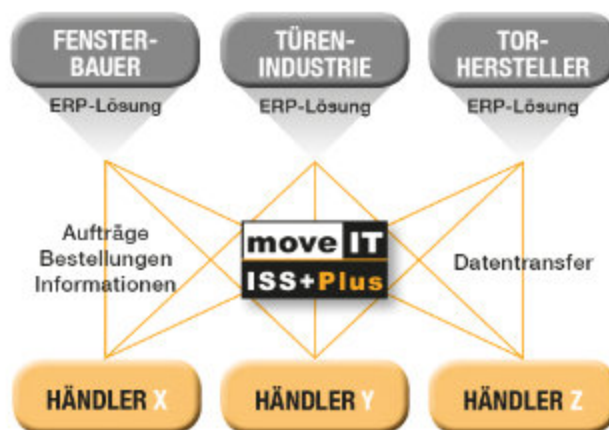 FENSTER-
BAUER
TÜREN-
INDUSTRIE
TOR-
HERSTELLER
ERP-Lösung
ERP-Lösung
ERP-Lösung
Aufträge
Bestellungen
Informationen
move IT
ISS+Plus
Datentransfer
HÄNDLER X
HÄNDLER Y
HÄNDLER Z